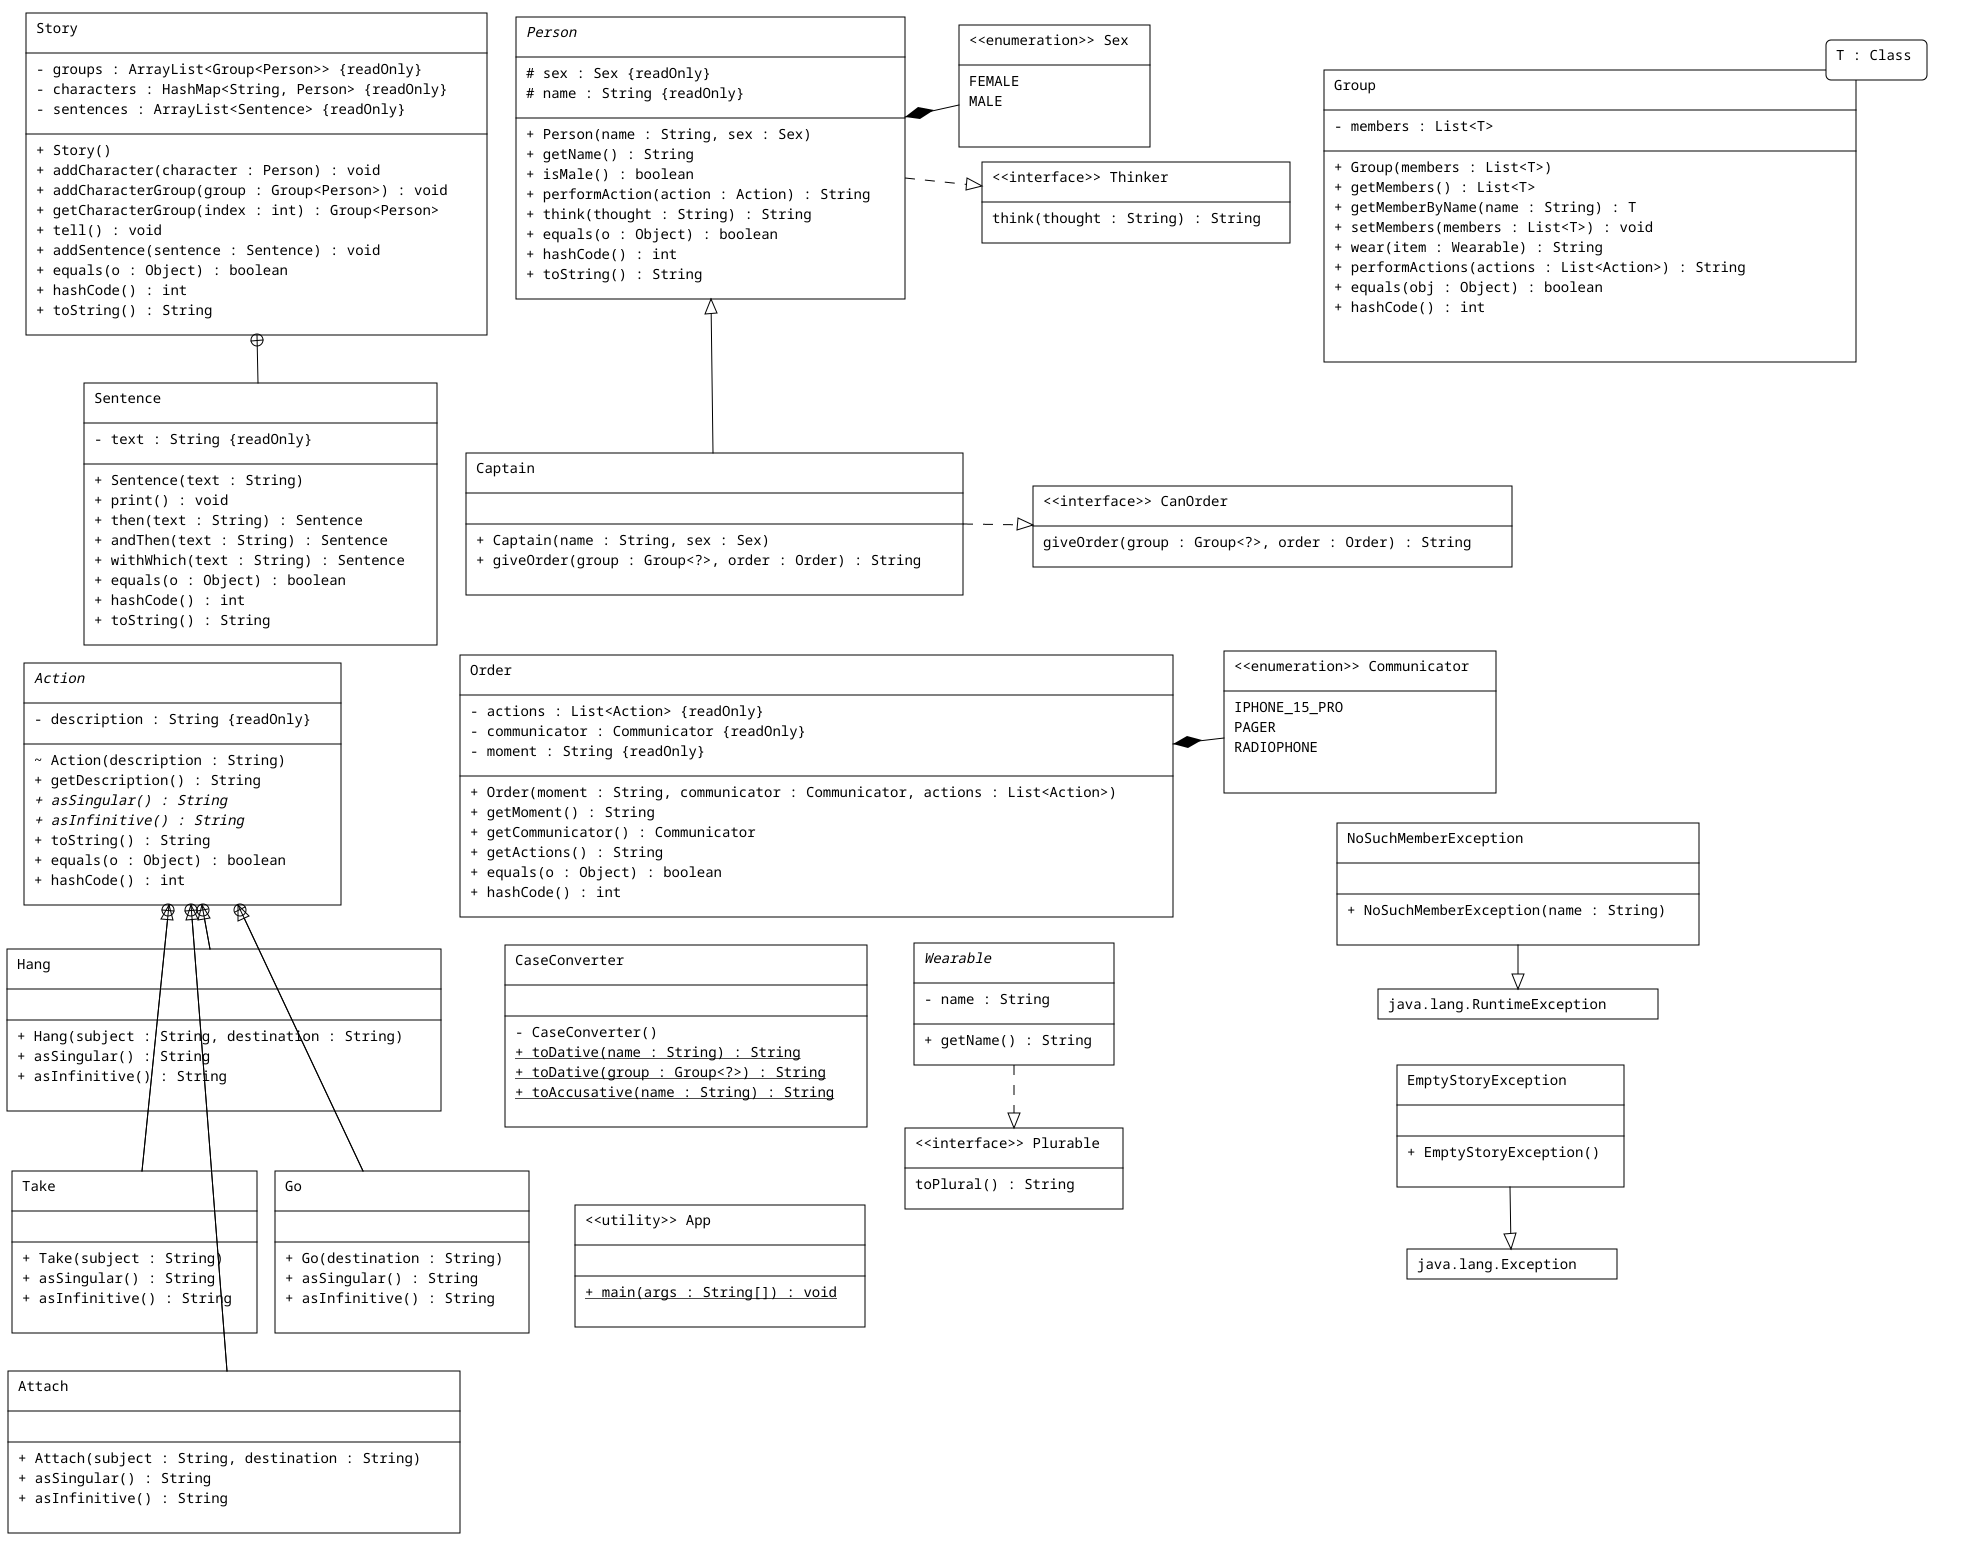 Story
- groups : ArrayList<Group<Person>> {readOnly}
- characters : HashMap<String, Person> {readOnly}
- sentences : ArrayList<Sentence> {readOnly}
+ Story()
+ addCharacter(character : Person) : void
+ addCharacterGroup(group : Group<Person>) : void
+ getCharacterGroup(index : int) : Group<Person>
+ tell() : void
+ addSentence(sentence : Sentence) : void
+ equals(o : Object) : boolean
+ hashCode() : int
+ toString() : String
Person
# sex : Sex {readOnly}
# name : String {readOnly}
+ Person(name : String, sex : Sex)
+ getName() : String
+ isMale() : boolean
+ performAction(action : Action) : String
+ think(thought : String) : String
+ equals(o : Object) : boolean
+ hashCode() : int
+ toString() : String
<<enumeration>> Sex
FEMALE
MALE
<<interface>> Thinker
think(thought : String) : String
T : Class
Group
- members : List<T>
+ Group(members : List<T>)
+ getMembers() : List<T>
+ getMemberByName(name : String) : T
+ setMembers(members : List<T>) : void
+ wear(item : Wearable) : String
+ performActions(actions : List<Action>) : String
+ equals(obj : Object) : boolean
+ hashCode() : int
Sentence
- text : String {readOnly}
+ Sentence(text : String)
+ print() : void
+ then(text : String) : Sentence
+ andThen(text : String) : Sentence
+ withWhich(text : String) : Sentence
+ equals(o : Object) : boolean
+ hashCode() : int
+ toString() : String
Captain
+ Captain(name : String, sex : Sex)
+ giveOrder(group : Group<?>, order : Order) : String
<<interface>> CanOrder
giveOrder(group : Group<?>, order : Order) : String
Action
- description : String {readOnly}
~ Action(description : String)
+ getDescription() : String
+ asSingular() : String
+ asInfinitive() : String
+ toString() : String
+ equals(o : Object) : boolean
+ hashCode() : int
Order
- actions : List<Action> {readOnly}
- communicator : Communicator {readOnly}
- moment : String {readOnly}
+ Order(moment : String, communicator : Communicator, actions : List<Action>)
+ getMoment() : String
+ getCommunicator() : Communicator
+ getActions() : String
+ equals(o : Object) : boolean
+ hashCode() : int
<<enumeration>> Communicator
IPHONE_15_PRO
PAGER
RADIOPHONE
NoSuchMemberException
+ NoSuchMemberException(name : String)
java.lang.RuntimeException
Hang
+ Hang(subject : String, destination : String)
+ asSingular() : String
+ asInfinitive() : String
CaseConverter
- CaseConverter()
+ toDative(name : String) : String
+ toDative(group : Group<?>) : String
+ toAccusative(name : String) : String
Wearable
- name : String
+ getName() : String
<<interface>> Plurable
toPlural() : String
EmptyStoryException
+ EmptyStoryException()
java.lang.Exception
Take
+ Take(subject : String)
+ asSingular() : String
+ asInfinitive() : String
Go
+ Go(destination : String)
+ asSingular() : String
+ asInfinitive() : String
<<utility>> App
+ main(args : String[]) : void
Attach
+ Attach(subject : String, destination : String)
+ asSingular() : String
+ asInfinitive() : String